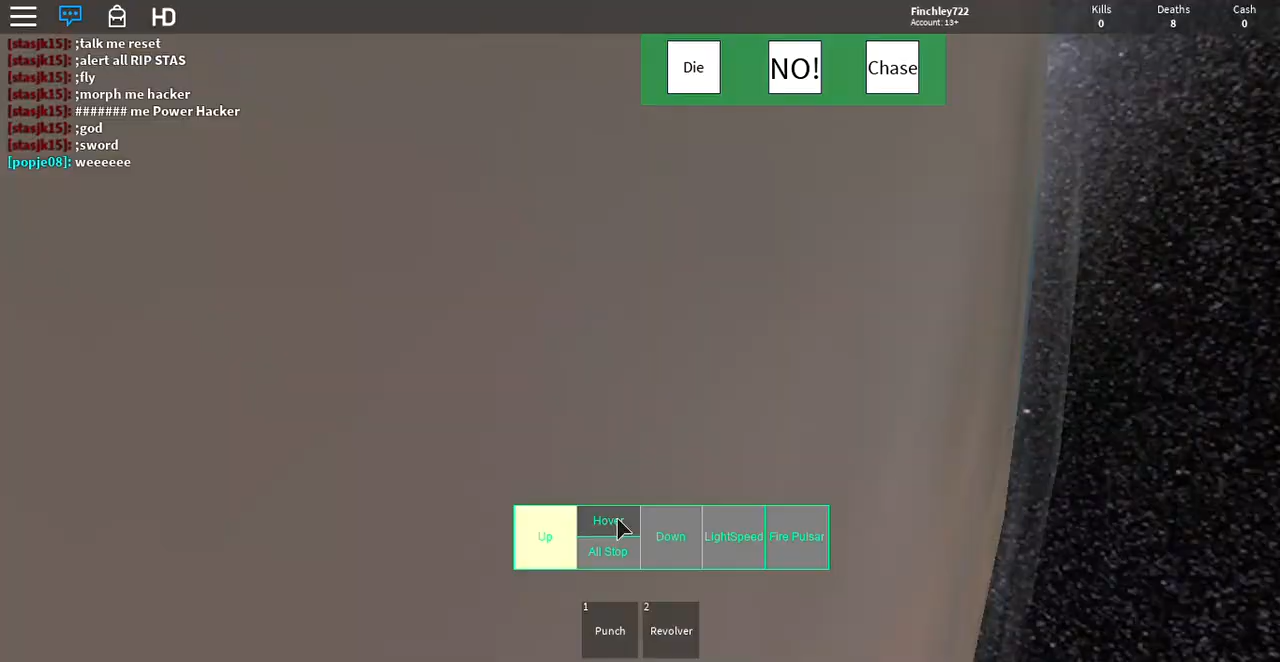 HD
Finchley722
Account: 13+
Kills
0
Deaths
8
Cash
0
[stasjk15]: ;talk me reset
[stasjk15]: ;alert all RIP STAS
[stasjk15]: ;fly
[stasjk15]: ;morph me hacker
[stasjk15]: ####### me Power Hacker
[stasjk15]: ;god
[stasjk15]: ;sword
[popje08]: weeeeee
Die
NO!
Chase
Up
Hover
All Stop
Down
LightSpeed
Fire Pulsar
1
Punch
2
Revolver